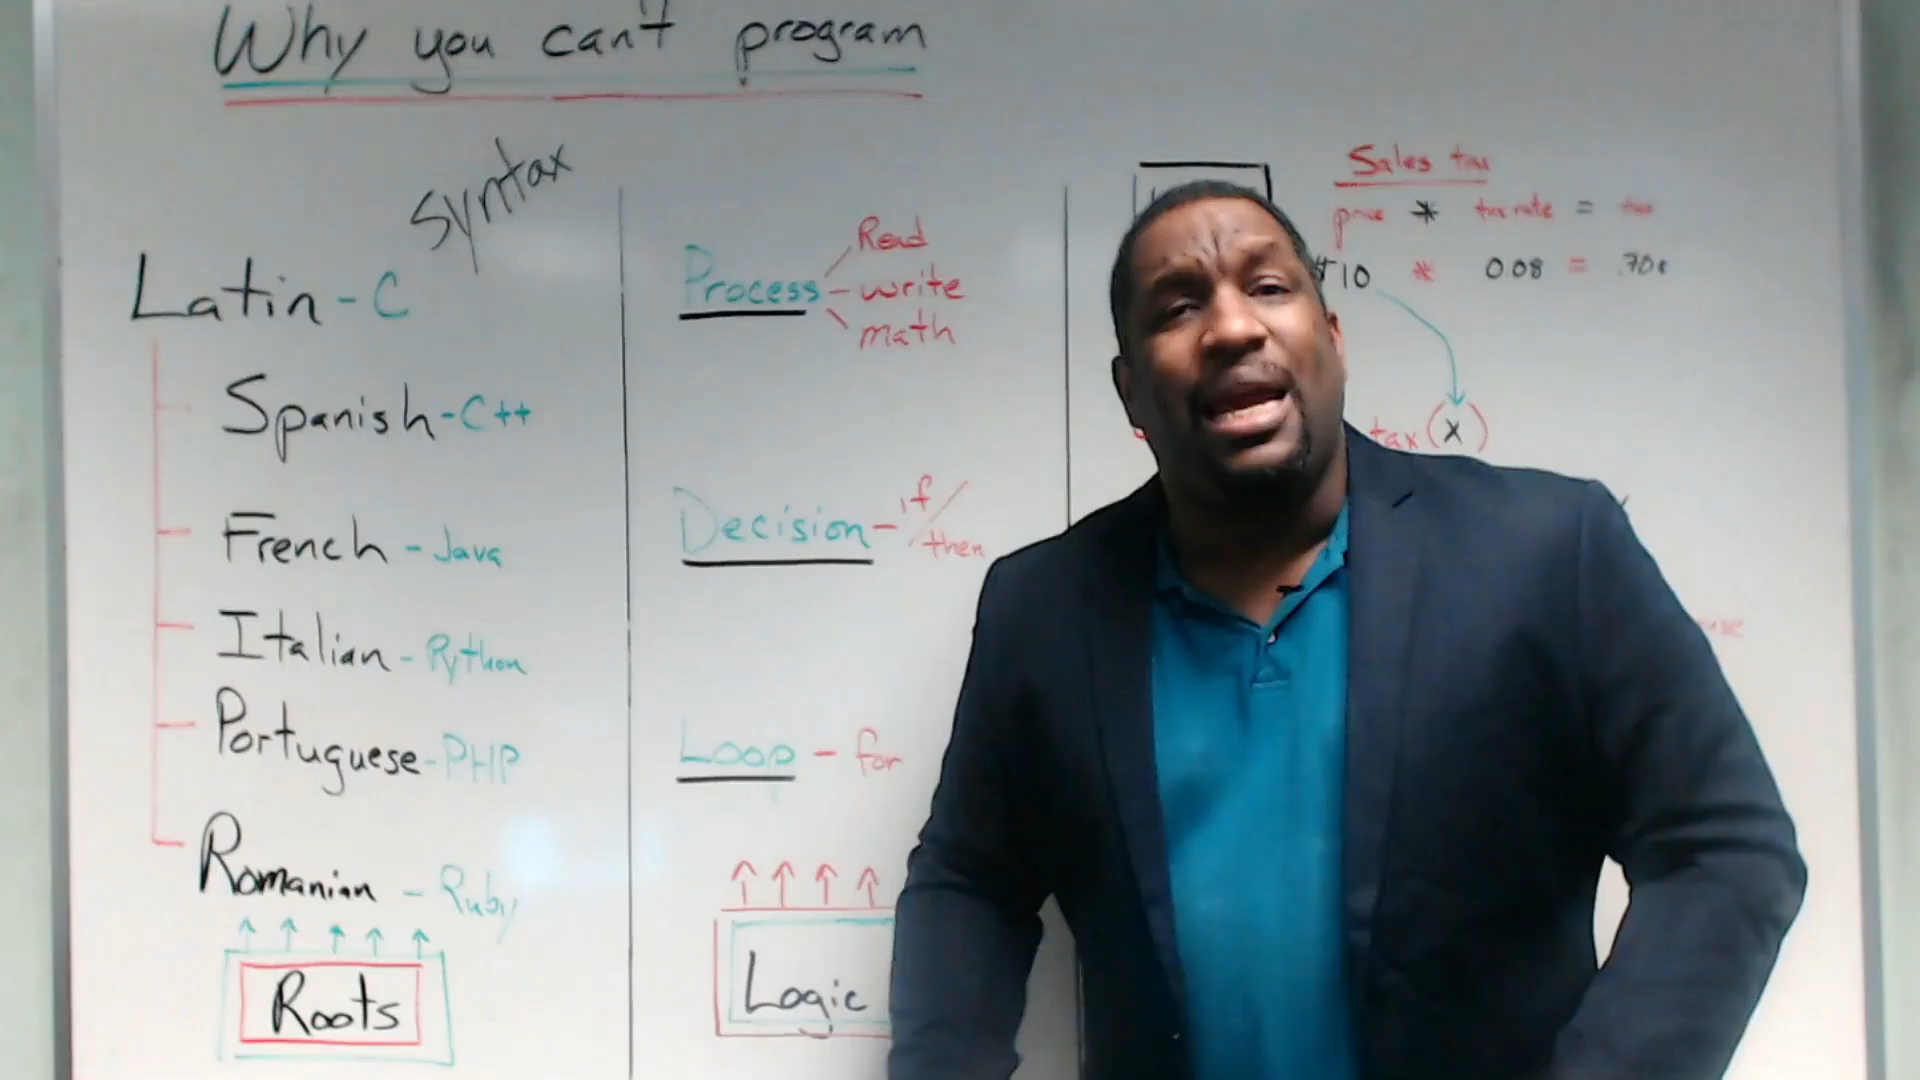 Why you can't program
syntax
Latin - C
Spanish - C++
French - Java
Italian - Python
Portuguese - PHP
Romanian - Ruby
Roots
Process - Read
- write
math
Decision - if/
then
Loop - for
Logic
Sales tax
price * tax rate = tax
$10 * 0.08 =
tax (x)